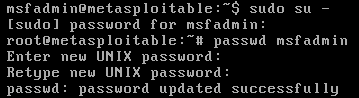 msfadmin@metasploitable:~$ sudo su -
[sudo] password for msfadmin:
root@metasploitable:~# passwd msfadmin
Enter new UNIX password:
Retype new UNIX password:
passwd: password updated successfully